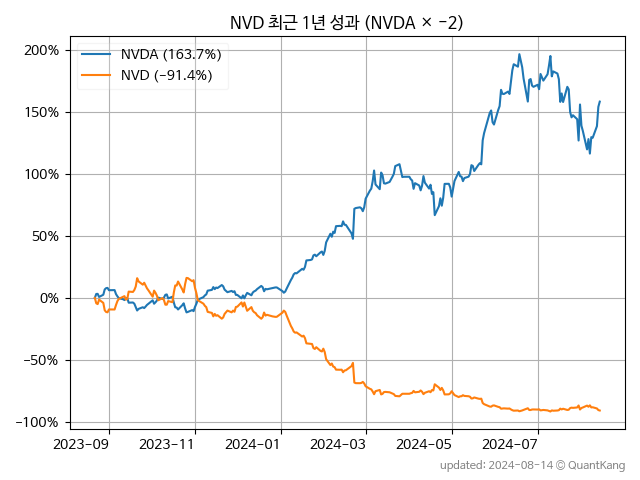 NVD 최근 1년 성과 (NVDA × −2)
NVDA (163.7%)
NVD (−91.4%)
200%
150%
100%
50%
0%
−50%
−100%
2023-09 2023-11 2024-01 2024-03 2024-05 2024-07
updated: 2024-08-14 © QuantKang